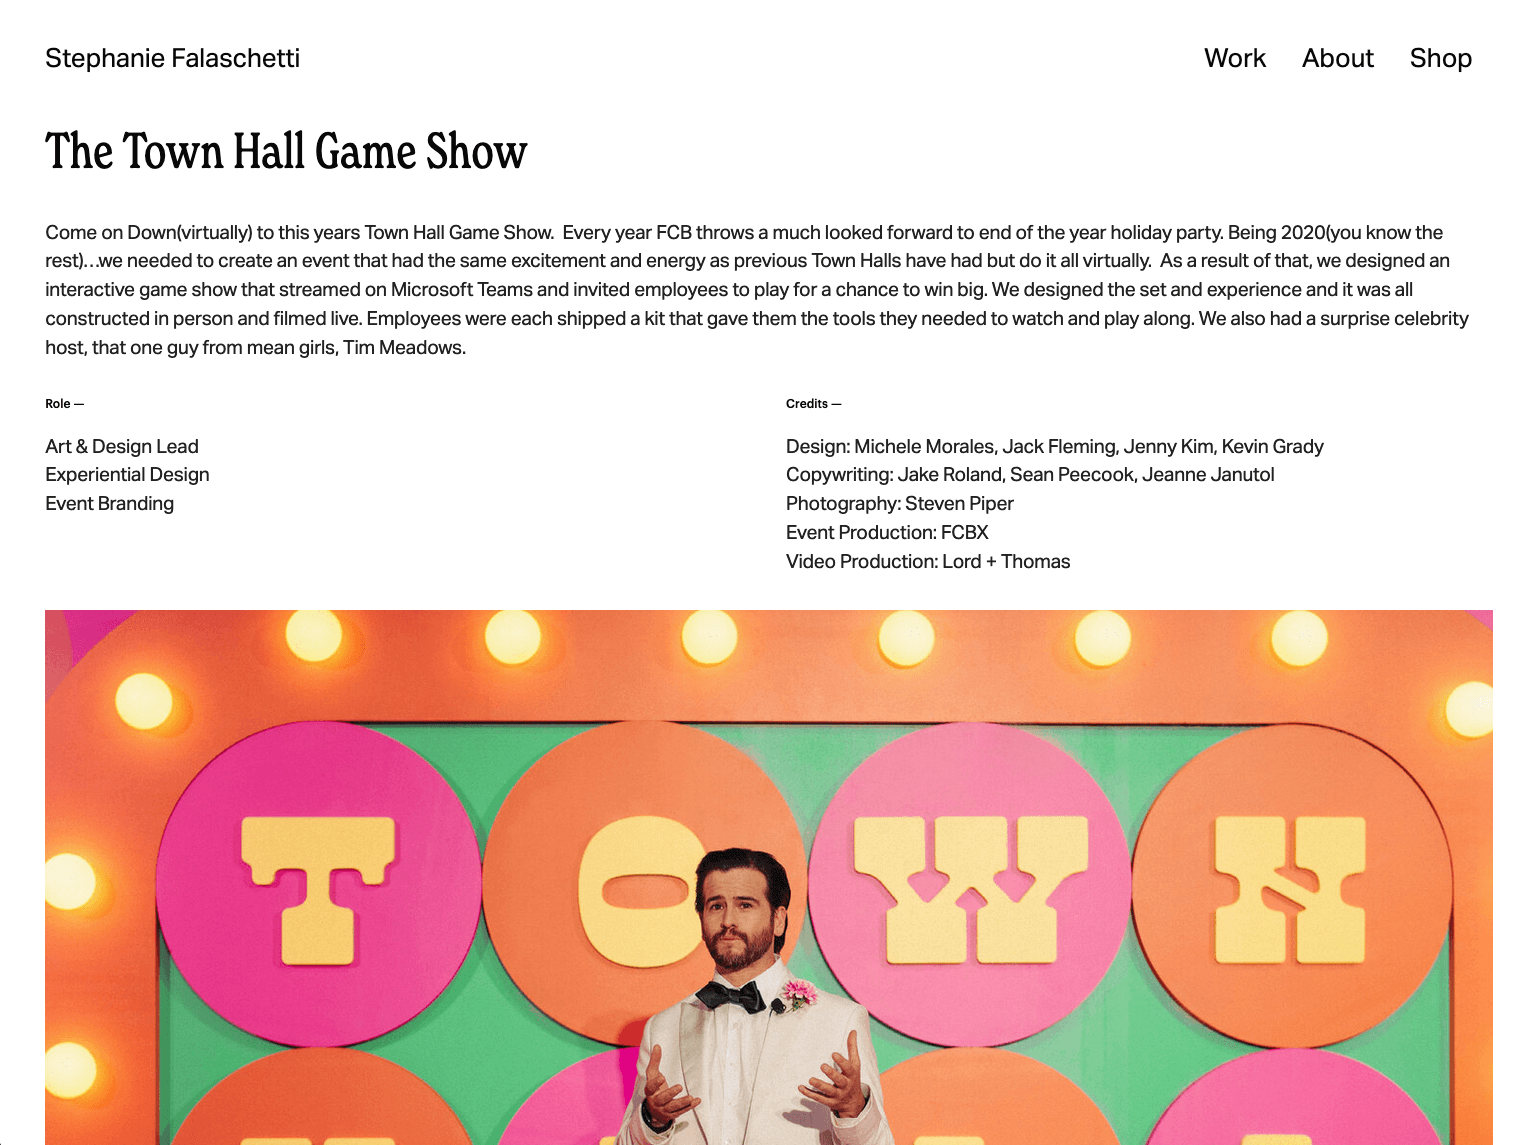 Stephanie Falaschetti
Work About Shop
The Town Hall Game Show
Come on Down(virtually) to this years Town Hall Game Show.  Every year FCB throws a much looked forward to end of the year holiday party. Being 2020(you know the
rest)…we needed to create an event that had the same excitement and energy as previous Town Halls have had but do it all virtually.  As a result of that, we designed an
interactive game show that streamed on Microsoft Teams and invited employees to play for a chance to win big. We designed the set and experience and it was all
constructed in person and filmed live. Employees were each shipped a kit that gave them the tools they needed to watch and play along. We also had a surprise celebrity
host, that one guy from mean girls, Tim Meadows.
Role —
Art & Design Lead
Experiential Design
Event Branding
Credits —
Design: Michele Morales, Jack Fleming, Jenny Kim, Kevin Grady
Copywriting: Jake Roland, Sean Peecook, Jeanne Janutol
Photography: Steven Piper
Event Production: FCBX
Video Production: Lord + Thomas
TOWN